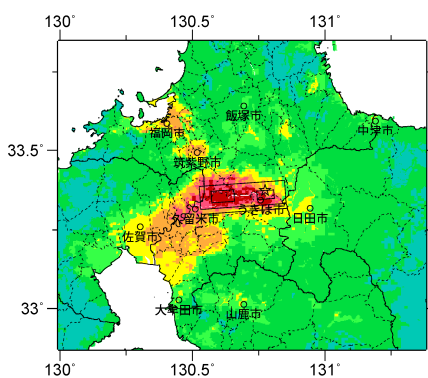 130° 130.5° 131°
33.5°
33°
福岡市
飯塚市
中津市
筑紫野市
久留米市
うきは市
日田市
佐賀市
大牟田市
山鹿市
130° 130.5° 131°